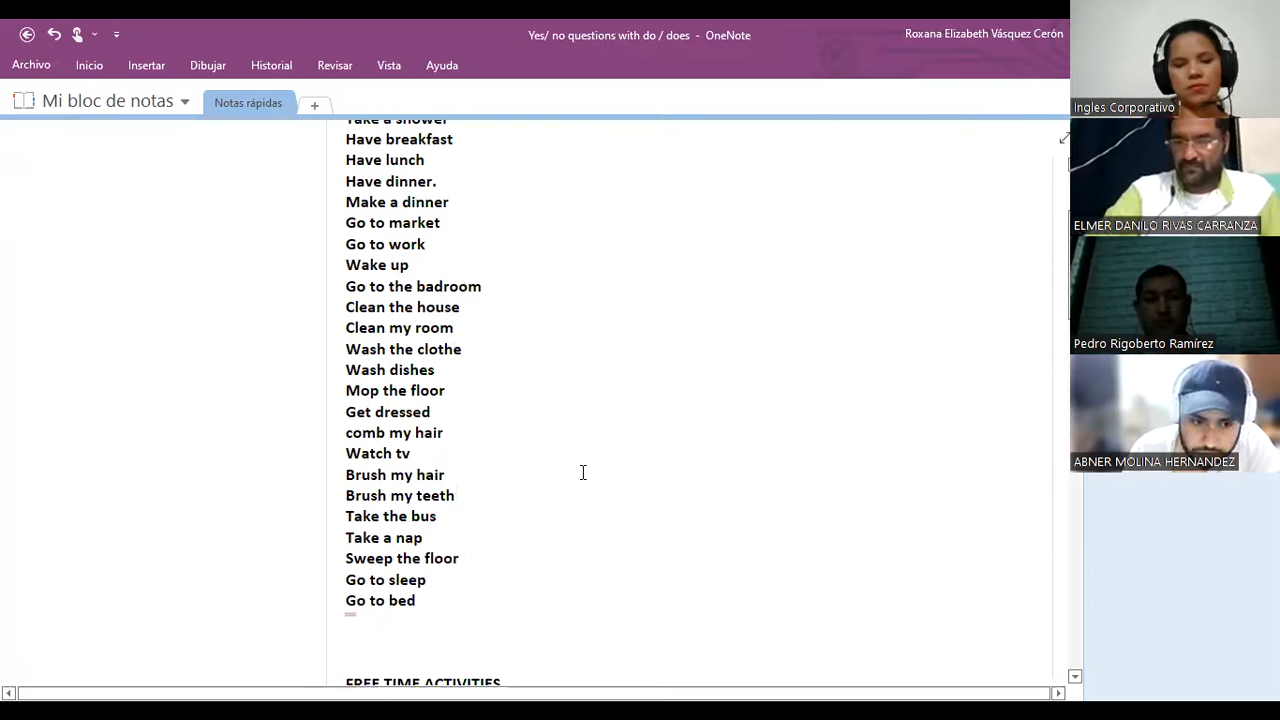 Yes/ no questions with do / does - OneNote
Roxana Elizabeth Vásquez Cerón
Archivo
Inicio
Insertar
Dibujar
Historial
Revisar
Vista
Ayuda
Mi bloc de notas
Notas rápidas
Take a shower
Have breakfast
Have lunch
Have dinner.
Make a dinner
Go to market
Go to work
Wake up
Go to the badroom
Clean the house
Clean my room
Wash the clothe
Wash dishes
Mop the floor
Get dressed
comb my hair
Watch tv
Brush my hair
Brush my teeth
Take the bus
Take a nap
Sweep the floor
Go to sleep
Go to bed
FREE TIME ACTIVITIES
Ingles Corporativo
ELMER DANILO RIVAS CARRANZA
Pedro Rigoberto Ramírez
ABNER MOLINA HERNANDEZ